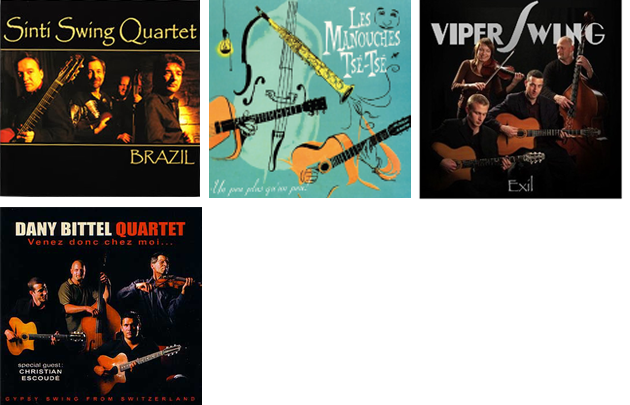 Sinti Swing Quartet
BRAZIL
LES
MANOUCHES
TSÉ-TSÉ
Un peu plus qu'un peu...
VIPER SWING
Exil
DANY BITTEL QUARTET
Venez donc chez moi...
special guest:
CHRISTIAN
ESCOUDE
GYPSY SWING FROM SWITZERLAND